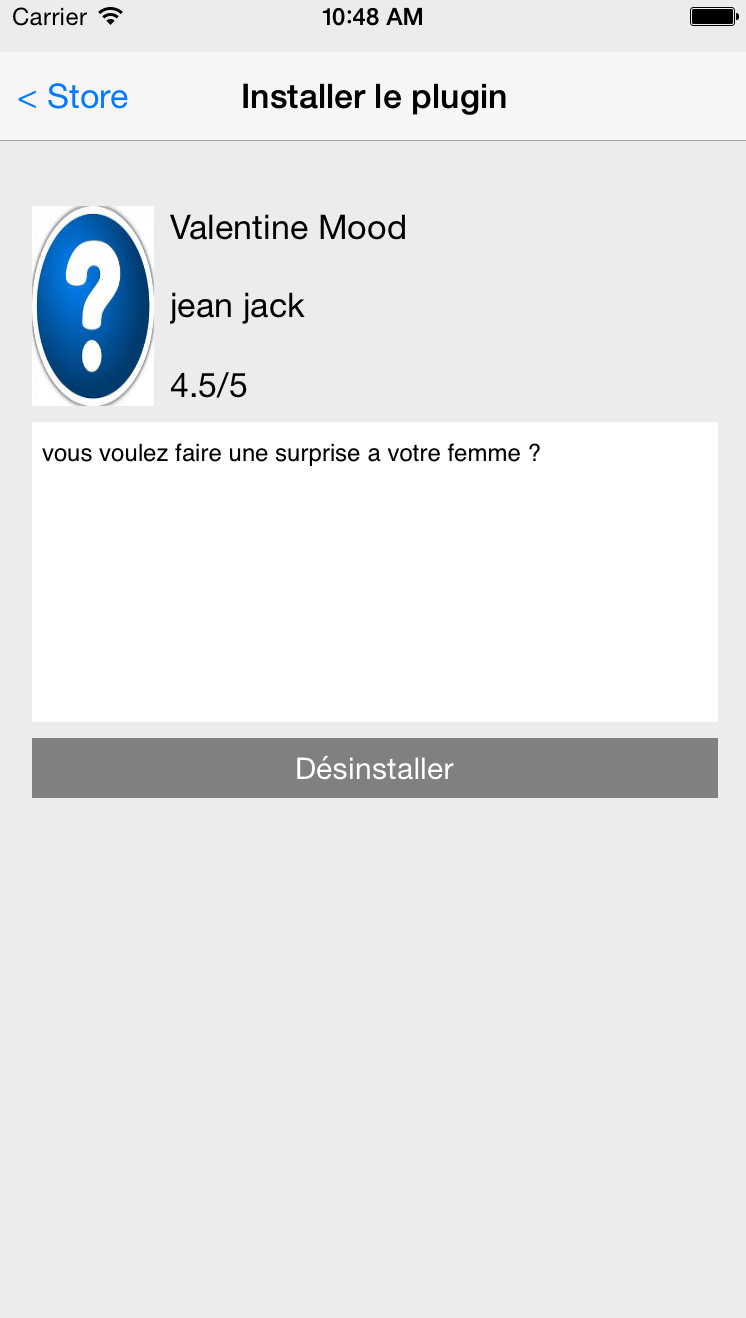 Carrier 10:48 AM
< Store Installer le plugin
?
Valentine Mood
jean jack
4.5/5
vous voulez faire une surprise a votre femme ?
Désinstaller